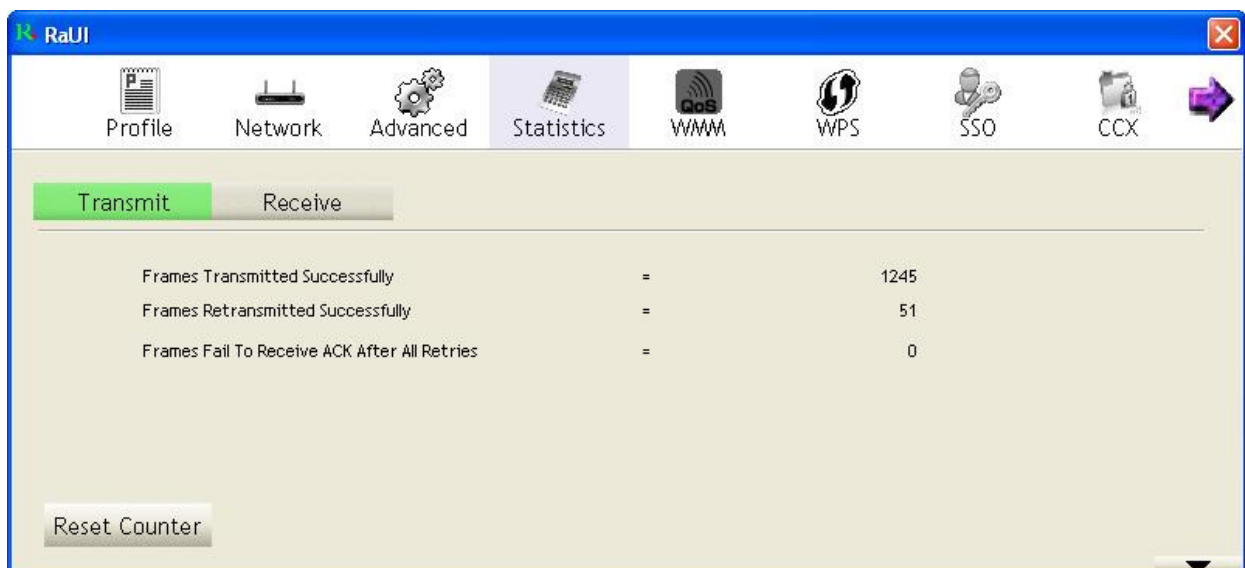 R RaUI
Profile Network Advanced Statistics QoS WMM WPS SSO CCX
Transmit Receive
Frames Transmitted Successfully = 1245
Frames Retransmitted Successfully = 51
Frames Fail To Receive ACK After All Retries = 0
Reset Counter